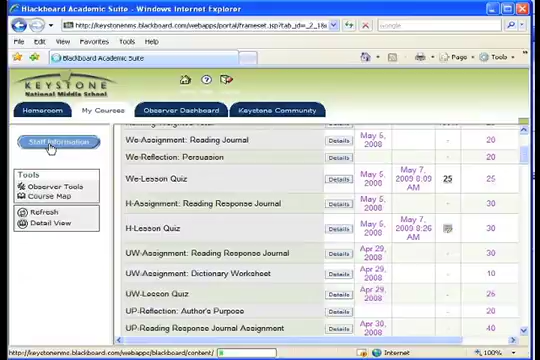 Blackboard Academic Suite - Windows Internet Explorer
http://keystonenms.blackboard.com/webapps/portal/frameset.jsp?tab_id=_2_1&
File Edit View Favorites Tools Help
Blackboard Academic Suite
Page Tools
KEYSTONE
National Middle School
Homeroom My Courses Observer Dashboard Keystone Community
Staff Information
Tools
Observer Tools
Course Map
Refresh
Detail View
We-Assignment: Reading Journal Details May 5, 2008 - 20
We-Reflection: Persuasion - 20
We-Lesson Quiz Details May 5, 2008 May 7, 2008 8:09 AM 25 25
H-Assignment: Reading Response Journal Details May 5, 2008 - 30
H-Lesson Quiz Details May 5, 2008 May 7, 2008 8:26 AM 30
UW-Assignment: Reading Response Journal Details Apr 29, 2008 - 30
UW-Assignment: Dictionary Worksheet Details Apr 29, 2008 - 10
UW-Lesson Quiz Details Apr 29, 2008 - 25
UP-Reflection: Author's Purpose Details - 20
UP-Reading Response Journal Assignment Details Apr 30, 2008 - 40
http://keystonenms.blackboard.com/webapps/blackboard/content/ Internet 100%